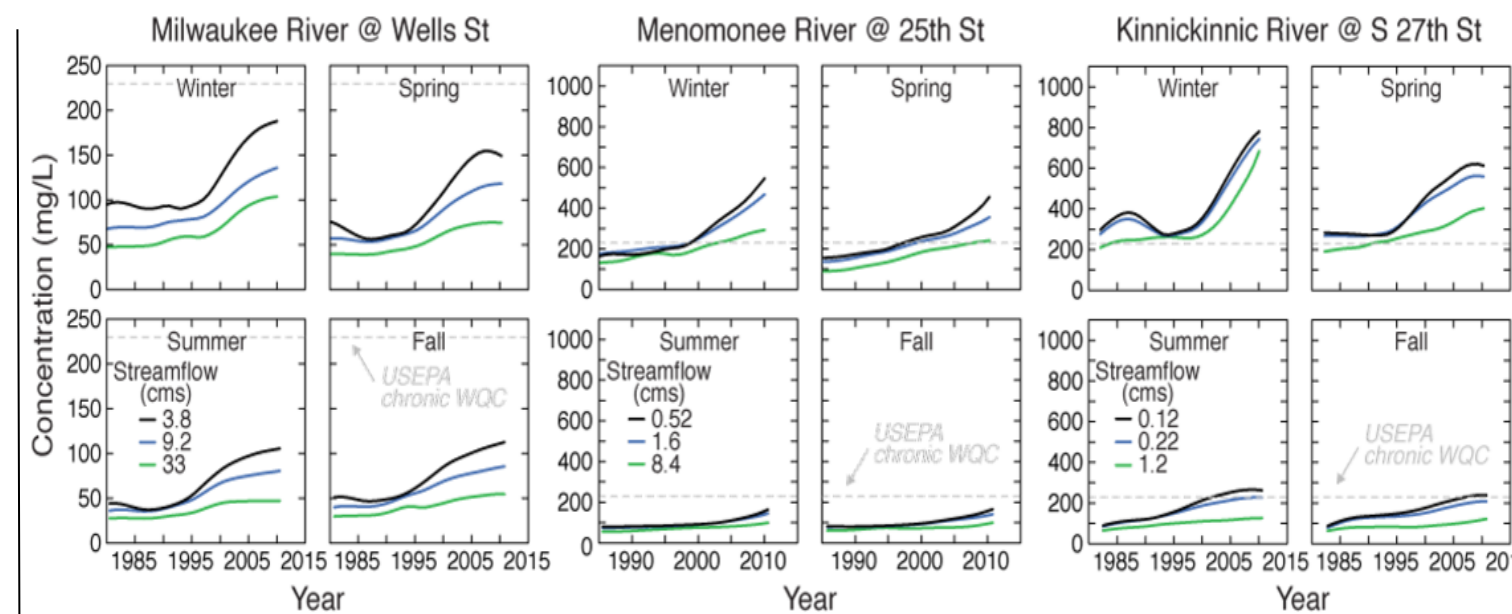 Milwaukee River @ Wells St
Menomonee River @ 25th St
Kinnickinnic River @ S 27th St
Concentration (mg/L)
250
200
150
100
50
0
Winter
Spring
1000
800
600
400
200
0
Winter
Spring
1000
800
600
400
200
0
Winter
Spring
250
200
150
100
50
0
Summer
Streamflow
(cms)
3.8
9.2
33
Fall
USEPA
chronic WQC
1000
800
600
400
200
0
Summer
Streamflow
(cms)
0.52
1.6
8.4
Fall
USEPA
chronic WQC
1000
800
600
400
200
0
Summer
Streamflow
(cms)
0.12
0.22
1.2
Fall
USEPA
chronic WQC
1985 1995 2005 2015
1985 1995 2005 2015
1990 2000 2010
1990 2000 2010
1985 1995 2005 2015
1985 1995 2005 201
Year
Year
Year